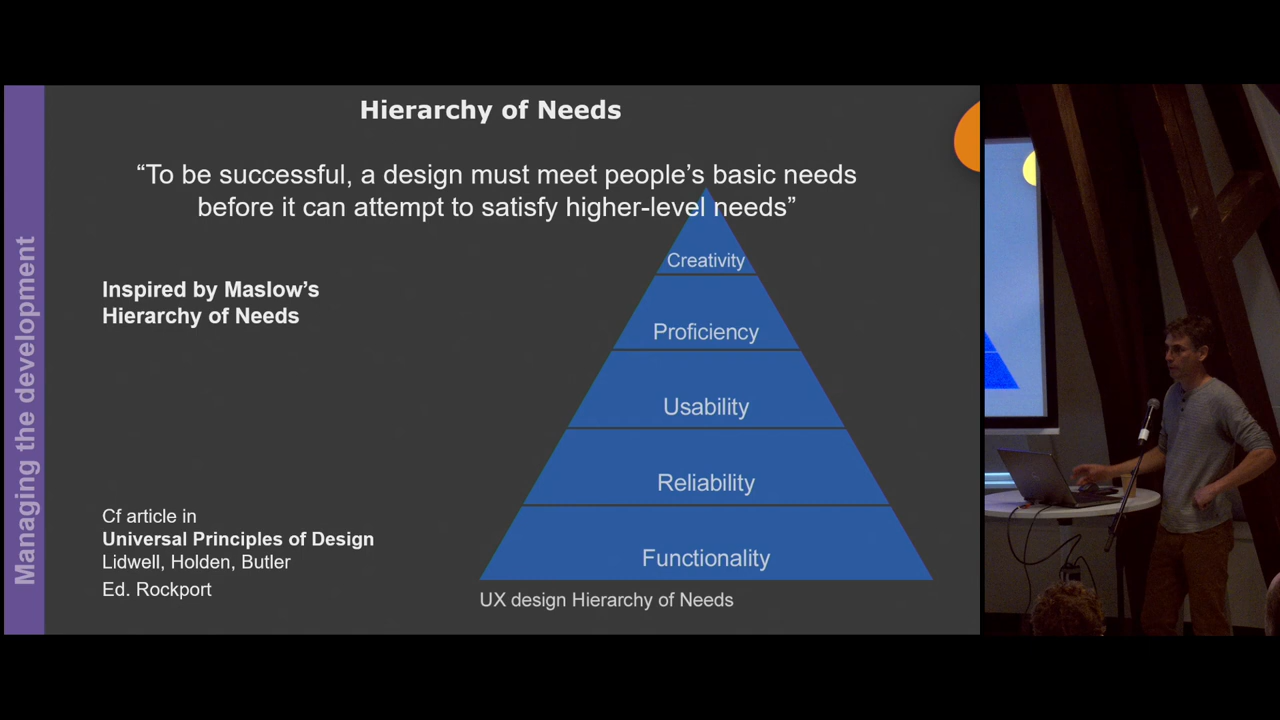 Hierarchy of Needs
“To be successful, a design must meet people’s basic needs
before it can attempt to satisfy higher-level needs”
Inspired by Maslow’s
Hierarchy of Needs
Creativity
Proficiency
Usability
Reliability
Functionality
UX design Hierarchy of Needs
Cf article in
Universal Principles of Design
Lidwell, Holden, Butler
Ed. Rockport
Managing the development